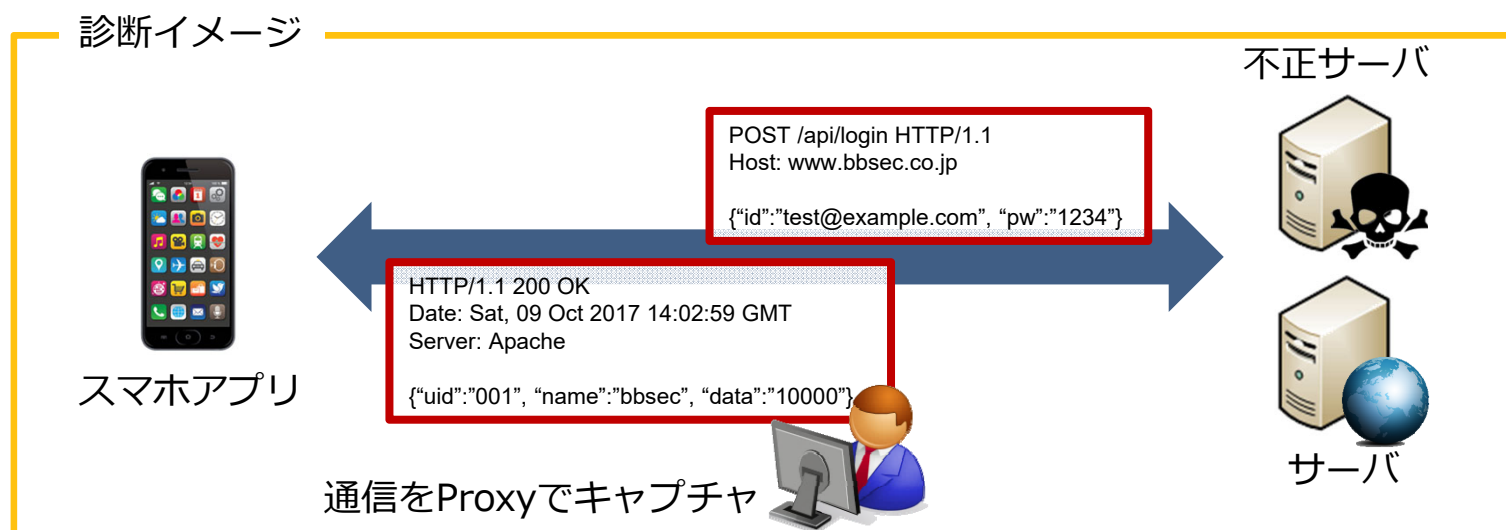 診断イメージ
不正サーバ
POST /api/login HTTP/1.1
Host: www.bbsec.co.jp
{“id”:”test@example.com”, “pw”:”1234”}
HTTP/1.1 200 OK
Date: Sat, 09 Oct 2017 14:02:59 GMT
Server: Apache
{“uid”:”001”, “name”:”bbsec”, “data”:”10000”}
スマホアプリ
サーバ
通信をProxyでキャプチャ